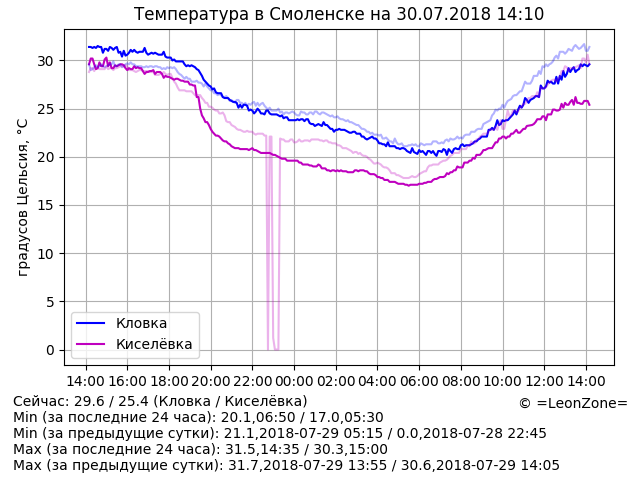 Температура в Смоленске на 30.07.2018 14:10
градусов Цельсия, °C
30
25
20
15
10
5
0
Кловка
Киселёвка
14:00 16:00 18:00 20:00 22:00 00:00 02:00 04:00 06:00 08:00 10:00 12:00 14:00
Сейчас: 29.6 / 25.4 (Кловка / Киселёвка)
© =LeonZone=
Min (за последние 24 часа): 20.1,06:50 / 17.0,05:30
Min (за предыдущие сутки): 21.1,2018-07-29 05:15 / 0.0,2018-07-28 22:45
Max (за последние 24 часа): 31.5,14:35 / 30.3,15:00
Max (за предыдущие сутки): 31.7,2018-07-29 13:55 / 30.6,2018-07-29 14:05